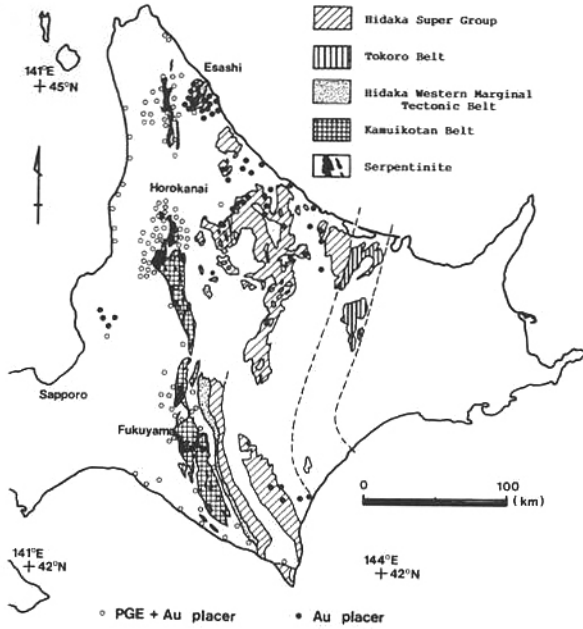 Hidaka Super Group
Tokoro Belt
Hidaka Western Marginal
Tectonic Belt
Kamuikotan Belt
Serpentinite
141°E
+ 45°N
Esashi
Horokanai
Sapporo
Fukuyama
0 100
(km)
141°E
+ 42°N
144°E
+ 42°N
○ PGE + Au placer ● Au placer